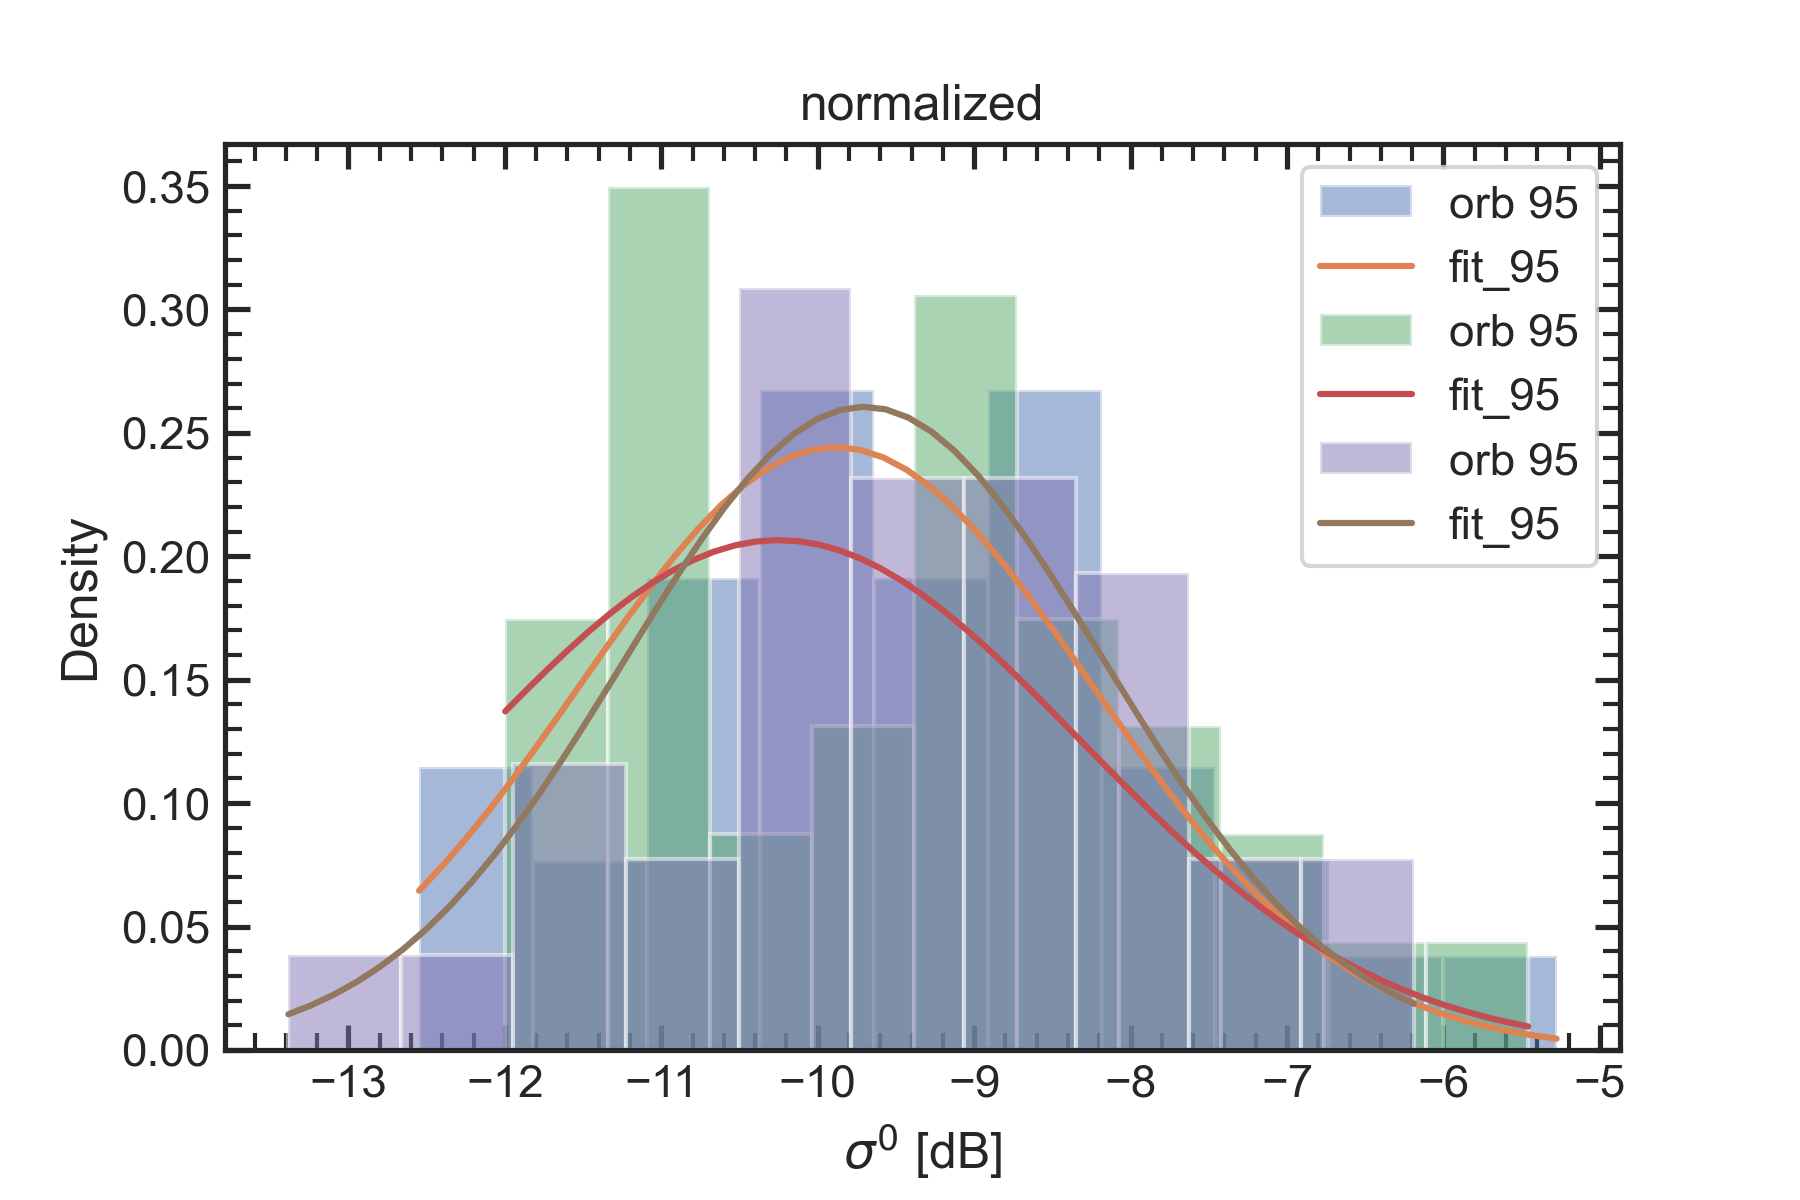 normalized
0.35
0.30
0.25
0.20
0.15
0.10
0.05
0.00
Density
−13 −12 −11 −10 −9 −8 −7 −6 −5
σ⁰ [dB]
orb 95
fit_95
orb 95
fit_95
orb 95
fit_95